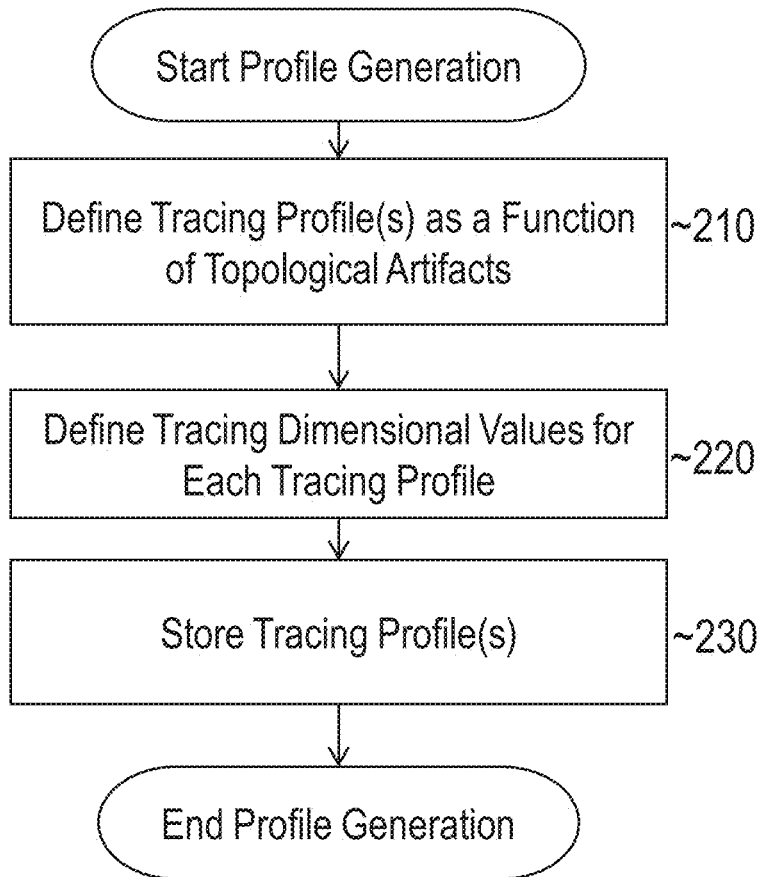 Start Profile Generation
Define Tracing Profile(s) as a Function
of Topological Artifacts
~210
Define Tracing Dimensional Values for
Each Tracing Profile
~220
Store Tracing Profile(s)
~230
End Profile Generation